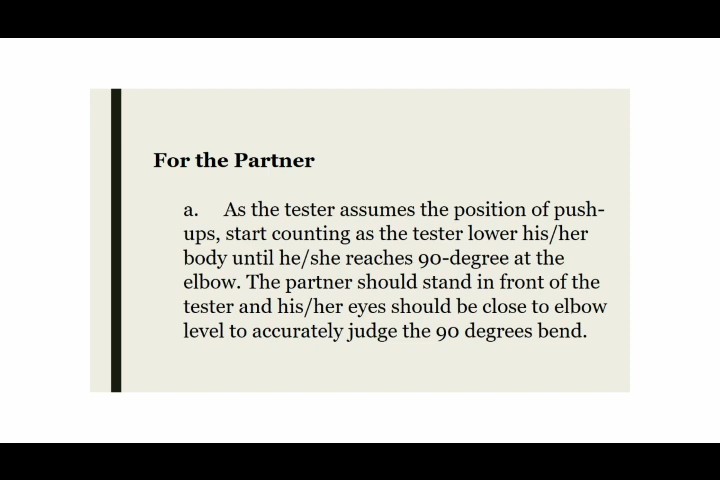 For the Partner
a. As the tester assumes the position of push-
ups, start counting as the tester lower his/her
body until he/she reaches 90-degree at the
elbow. The partner should stand in front of the
tester and his/her eyes should be close to elbow
level to accurately judge the 90 degrees bend.